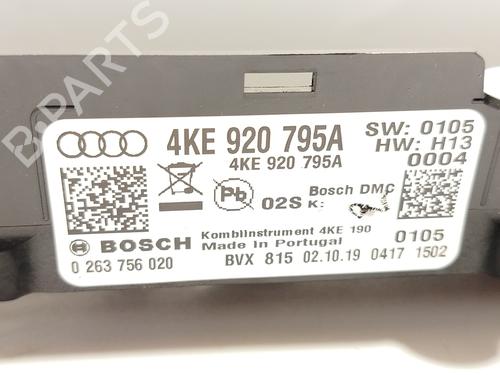 B-Parts
4KE 920 795A
SW: 0105
4KE 920 795A
HW: H13
0004
Pb
02S
Bosch DMC
K:
BOSCH
Kombiinstrument 4KE 190
0105
Made in Portugal
0 263 756 020
BVX 815 02.10.19 0417 1502